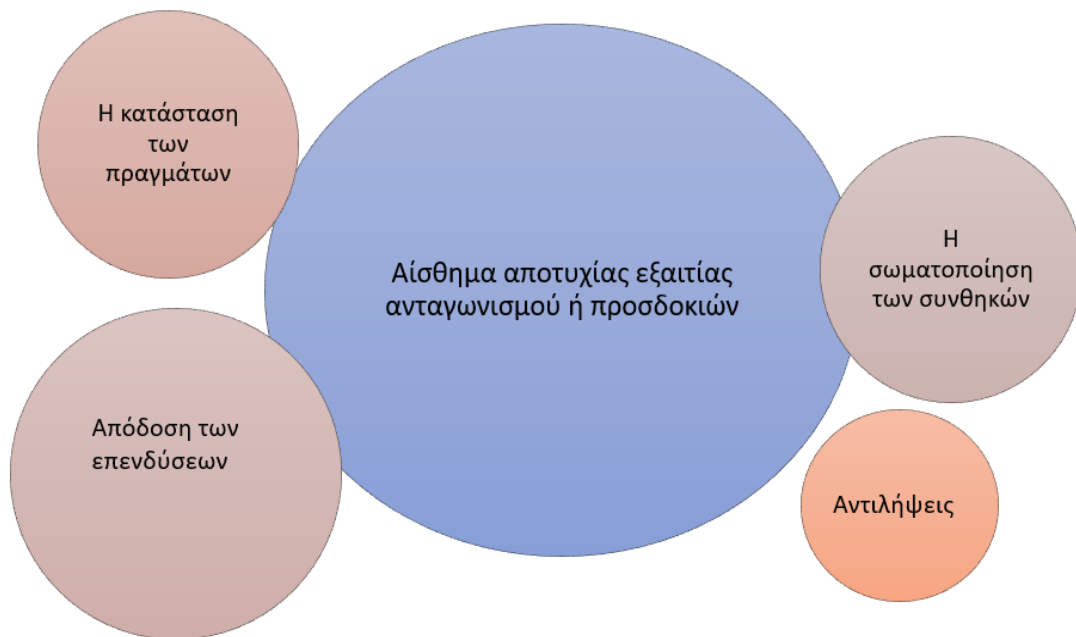 Η κατάσταση
των
πραγμάτων
Αίσθημα αποτυχίας εξαιτίας
ανταγωνισμού ή προσδοκιών
Η
σωματοποίηση
των συνθηκών
Απόδοση των
επενδύσεων
Αντιλήψεις